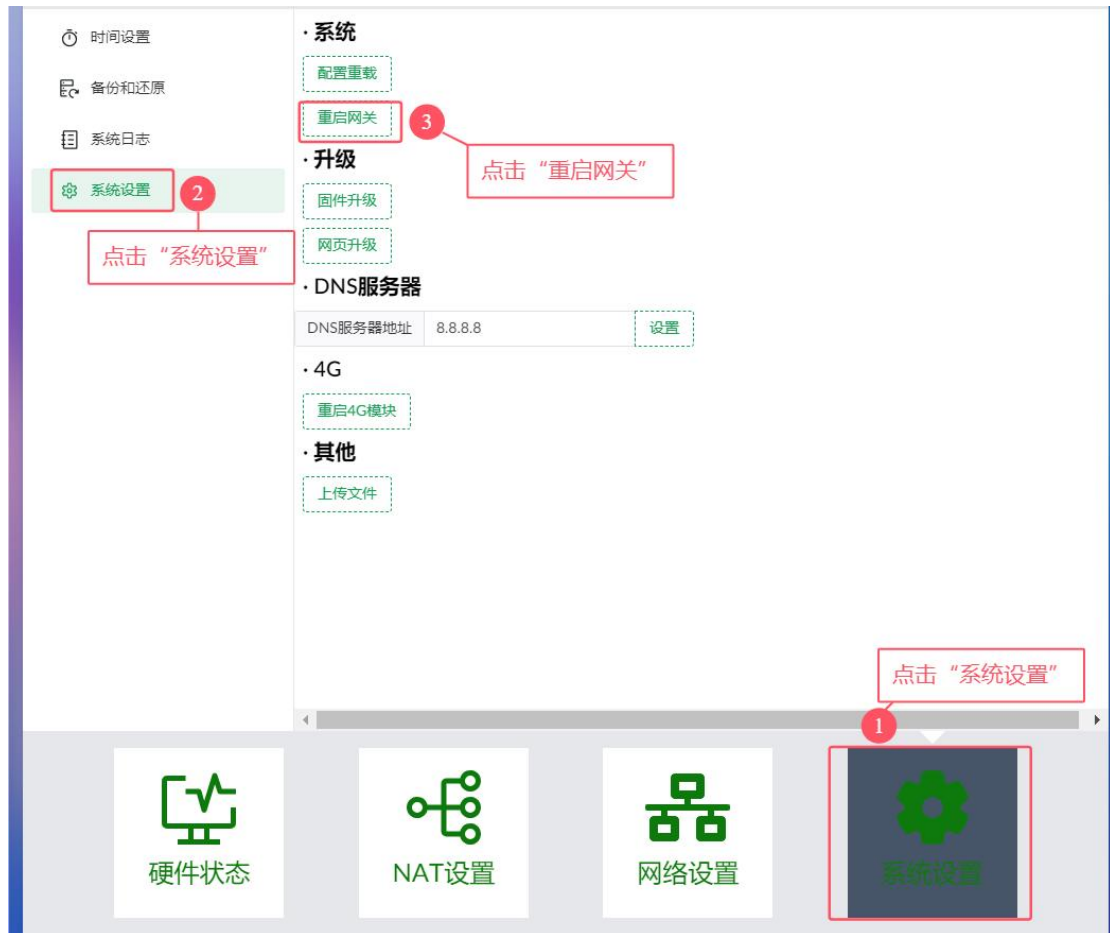 时间设置
备份和还原
系统日志
系统设置
2
点击“系统设置”
· 系统
配置重载
重启网关
3
点击“重启网关”
· 升级
固件升级
网页升级
· DNS服务器
DNS服务器地址 8.8.8.8 设置
· 4G
重启4G模块
· 其他
上传文件
点击“系统设置”
1
硬件状态
NAT设置
网络设置
系统设置